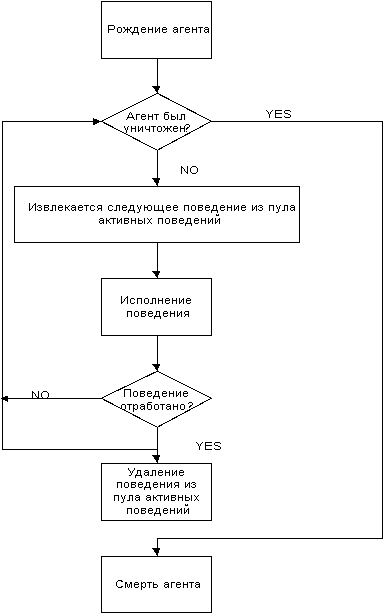 Рождение агента
Агент был
уничтожен?
YES
NO
Извлекается следующее поведение из пула
активных поведений
Исполнение
поведения
Поведение
отработано?
NO
YES
Удаление
поведения из
пула активных
поведений
Смерть агента